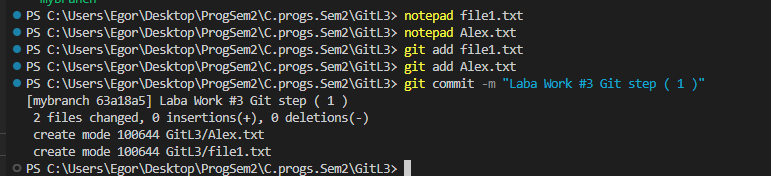 mybranch
PS C:\Users\Egor\Desktop\ProgSem2\C.progs.Sem2\GitL3> notepad file1.txt
PS C:\Users\Egor\Desktop\ProgSem2\C.progs.Sem2\GitL3> notepad Alex.txt
PS C:\Users\Egor\Desktop\ProgSem2\C.progs.Sem2\GitL3> git add file1.txt
PS C:\Users\Egor\Desktop\ProgSem2\C.progs.Sem2\GitL3> git add Alex.txt
PS C:\Users\Egor\Desktop\ProgSem2\C.progs.Sem2\GitL3> git commit -m "Laba Work #3 Git step ( 1 )"
[mybranch 63a18a5] Laba Work #3 Git step ( 1 )
2 files changed, 0 insertions(+), 0 deletions(-)
create mode 100644 GitL3/Alex.txt
create mode 100644 GitL3/file1.txt
PS C:\Users\Egor\Desktop\ProgSem2\C.progs.Sem2\GitL3>